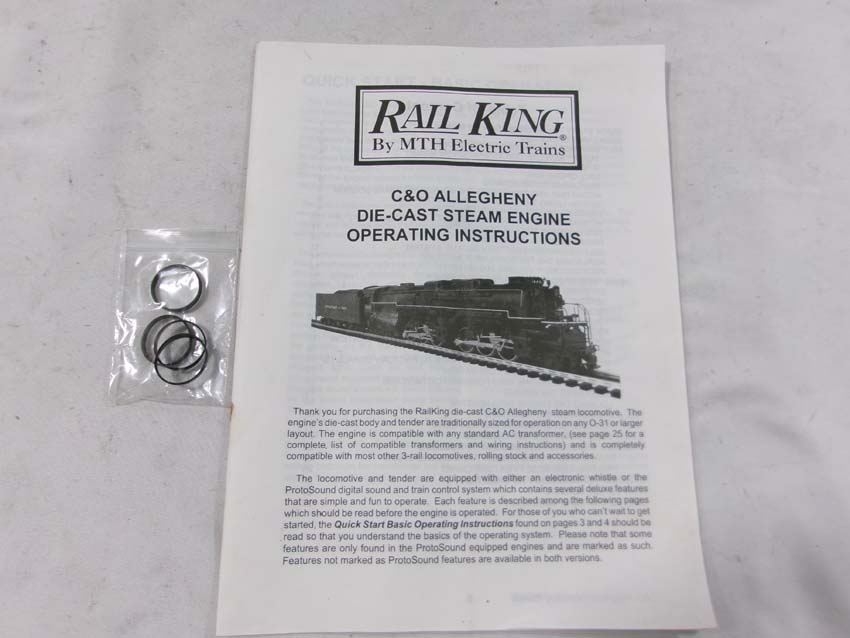 RAIL KING®
By MTH Electric Trains
C&O ALLEGHENY
DIE-CAST STEAM ENGINE
OPERATING INSTRUCTIONS
Thank you for purchasing the RailKing die-cast C&O Allegheny steam locomotive. The
engine's die-cast body and tender are traditionally sized for operation on any O-31 or larger
layout. The engine is compatible with any standard AC transformer, (see page 25 for a
complete, list of compatible transformers and wiring instructions) and is completely
compatible with most other 3-rail locomotives, rolling stock and accessories.
The locomotive and tender are equipped with either an electronic whistle or the
ProtoSound digital sound and train control system which contains several deluxe features
that are simple and fun to operate. Each feature is described among the following pages
which should be read before the engine is operated. For those of you who can't wait to get
started, the Quick Start Basic Operating Instructions found on pages 3 and 4 should be
read so that you understand the basics of the operating system. Please note that some
features are only found in the ProtoSound equipped engines and are marked as such.
Features not marked as ProtoSound features are available in both versions.